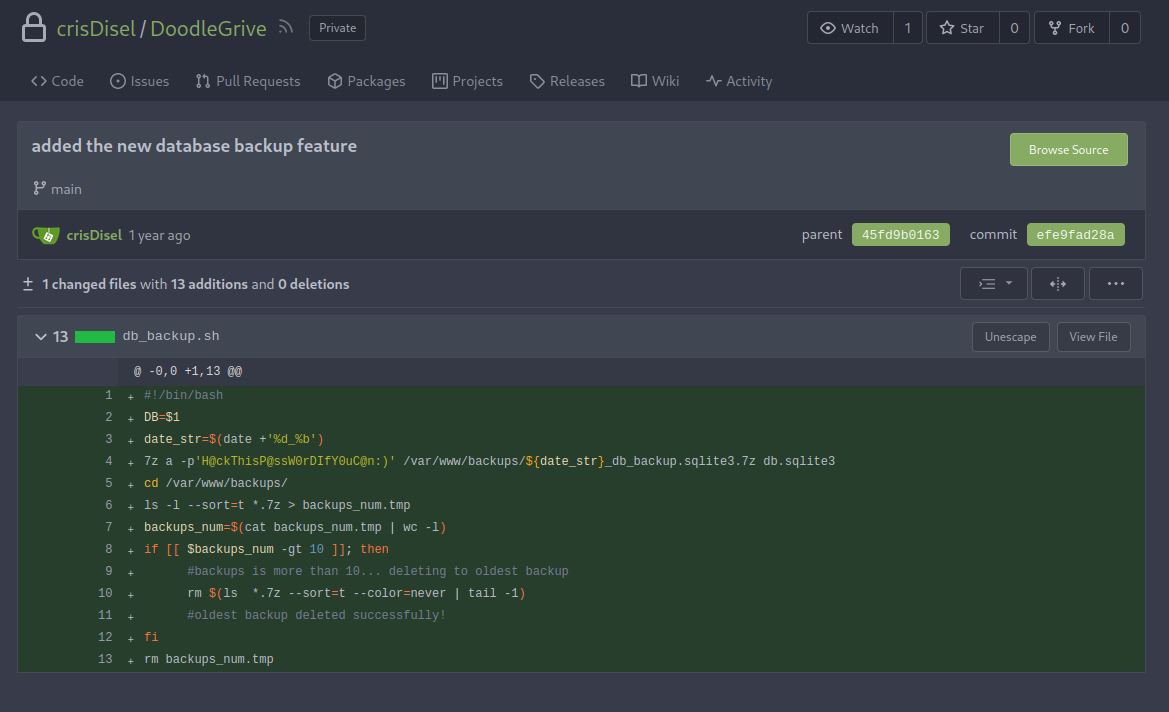 crisDisel/DoodleGrive Private Watch 1 Star 0 Fork 0
Code Issues Pull Requests Packages Projects Releases Wiki Activity
added the new database backup feature Browse Source
main
crisDisel 1 year ago parent 45fd9b0163 commit efe9fad28a
1 changed files with 13 additions and 0 deletions
13 db_backup.sh Unescape View File
@ -0,0 +1,13 @@
1 + #!/bin/bash
2 + DB=$1
3 + date_str=$(date +'%d_%b')
4 + 7z a -p'H@ckThisP@ssW0rDIfY0uC@n:)' /var/www/backups/${date_str}_db_backup.sqlite3.7z db.sqlite3
5 + cd /var/www/backups/
6 + ls -l --sort=t *.7z > backups_num.tmp
7 + backups_num=$(cat backups_num.tmp | wc -l)
8 + if [[ $backups_num -gt 10 ]]; then
9 + #backups is more than 10... deleting to oldest backup
10 + rm $(ls  *.7z --sort=t --color=never | tail -1)
11 + #oldest backup deleted successfully!
12 + fi
13 + rm backups_num.tmp